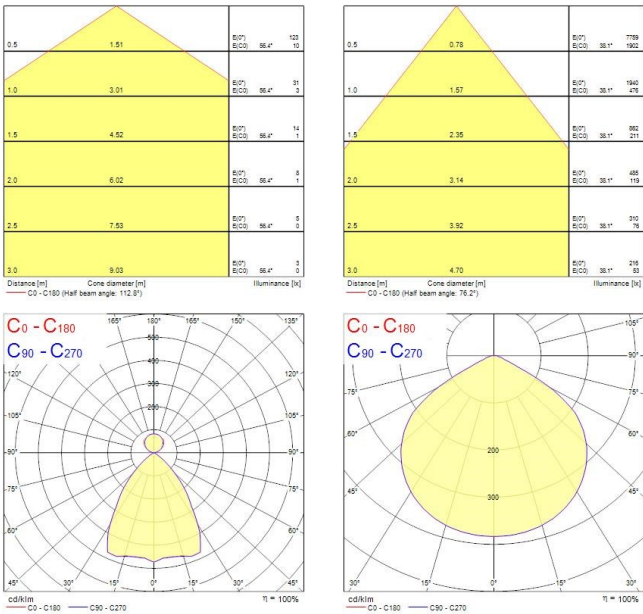 E(0°) 123
0.5 1.51 E(C0) 56.4° 10
E(0°) 31
1.0 3.01 E(C0) 56.4° 3
E(0°) 14
1.5 4.52 E(C0) 56.4° 1
E(0°) 8
2.0 6.02 E(C0) 56.4° 1
E(0°) 5
2.5 7.53 E(C0) 56.4° 0
E(0°) 3
3.0 9.03 E(C0) 56.4° 0
Distance [m] Cone diameter [m] Illuminance [lx]
C0 - C180 (Half beam angle: 112.8°)
E(0°) 7759
0.5 0.78 E(C0) 38.1° 1902
E(0°) 1940
1.0 1.57 E(C0) 38.1° 476
E(0°) 862
1.5 2.35 E(C0) 38.1° 211
E(0°) 485
2.0 3.14 E(C0) 38.1° 119
E(0°) 310
2.5 3.92 E(C0) 38.1° 76
E(0°) 216
3.0 4.70 E(C0) 38.1° 53
Distance [m] Cone diameter [m] Illuminance [lx]
C0 - C180 (Half beam angle: 76.2°)
C0 - C180
C90 - C270
165° 180° 165°
500
120° 400 120°
300
105° 200 105°
90° 90°
75° 75°
60° 60°
45° 30° 15° 0° 15° 30° 45°
cd/klm η = 100%
C0 - C180 C90 - C270
C0 - C180
C90 - C270
105°
90°
75° 75°
60° 200 60°
45° 300 45°
30° 15° 0° 15° 30°
cd/klm η = 100%
C0 - C180 C90 - C270